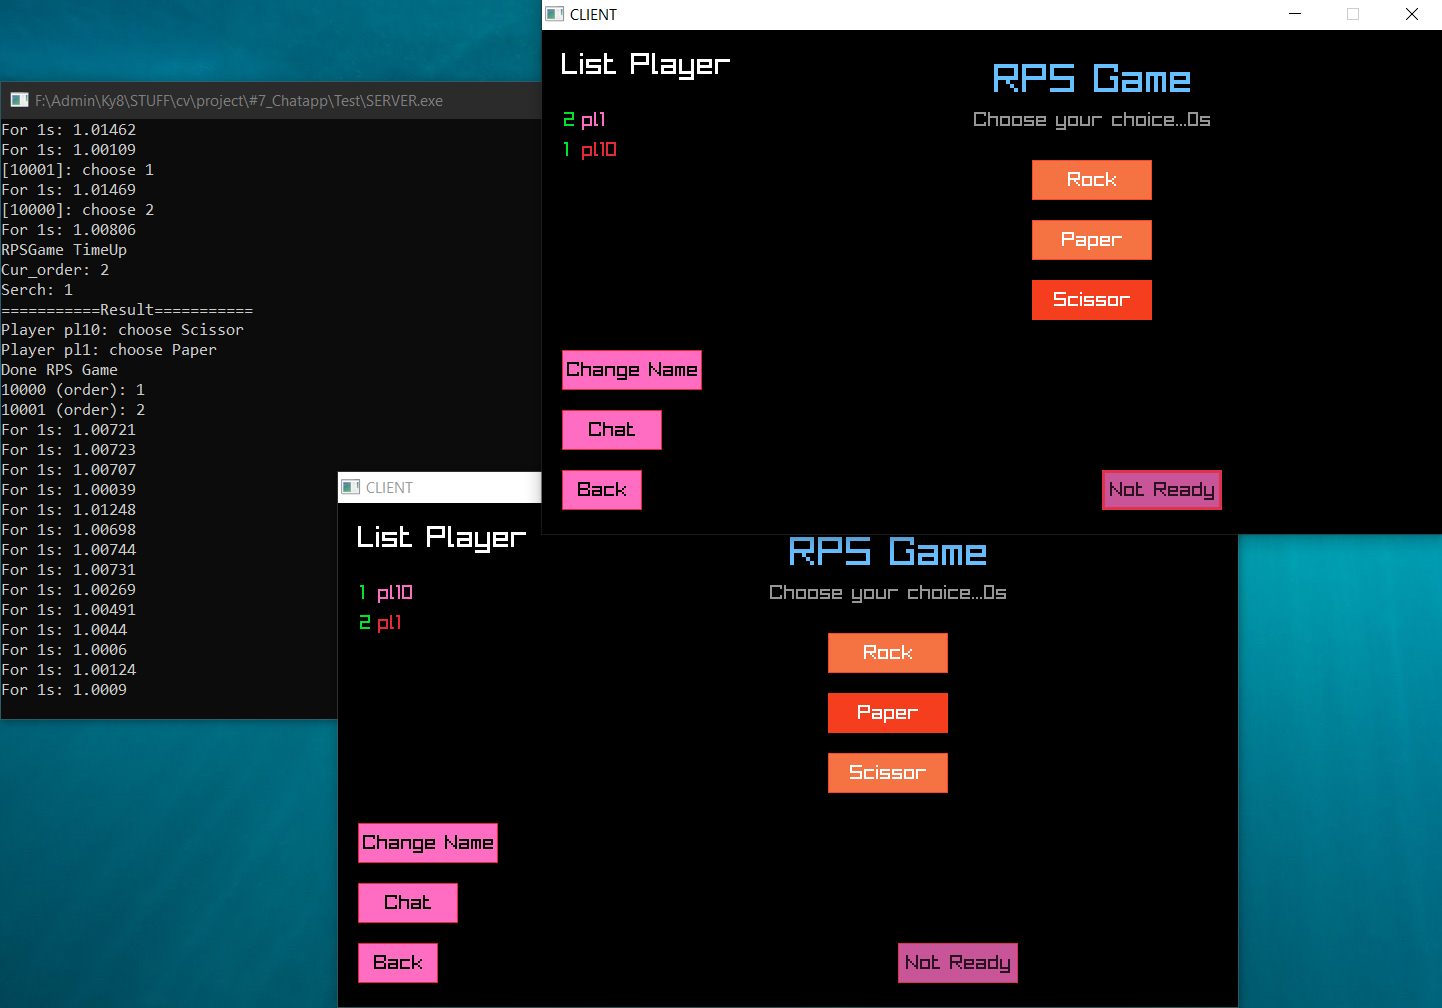 F:\Admin\Ky8\STUFF\cv\project\#7_Chatapp\Test\SERVER.exe
For 1s: 1.01462
For 1s: 1.00109
[10001]: choose 1
For 1s: 1.01469
[10000]: choose 2
For 1s: 1.00806
RPSGame TimeUp
Cur_order: 2
Serch: 1
===========Result===========
Player pl10: choose Scissor
Player pl1: choose Paper
Done RPS Game
10000 (order): 1
10001 (order): 2
For 1s: 1.00721
For 1s: 1.00723
For 1s: 1.00707
For 1s: 1.00039
For 1s: 1.01248
For 1s: 1.00698
For 1s: 1.00744
For 1s: 1.00731
For 1s: 1.00269
For 1s: 1.00491
For 1s: 1.0044
For 1s: 1.0006
For 1s: 1.00124
For 1s: 1.0009
CLIENT
List Player
2 pl1
1 pl10
RPS Game
Choose your choice...0s
Rock
Paper
Scissor
Change Name
Chat
Back
Not Ready
CLIENT
List Player
1 pl10
2 pl1
RPS Game
Choose your choice...0s
Rock
Paper
Scissor
Change Name
Chat
Back
Not Ready